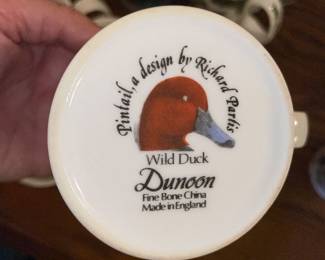 Pintail, a design by Richard Partis
Wild Duck
Dunoon
Fine Bone China
Made in England